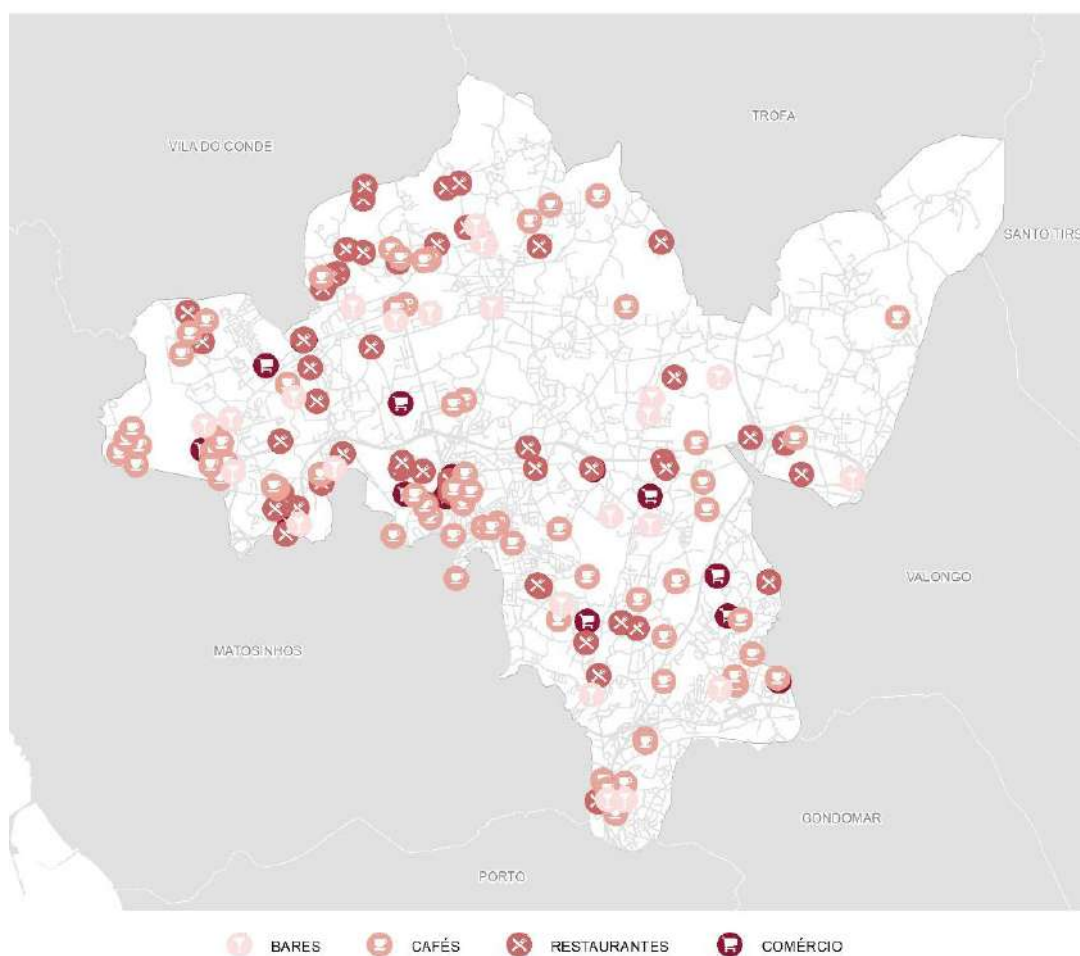 TROFA
VILA DO CONDE
SANTO TIRS
VALONGO
MATOSINHOS
GONDOMAR
PORTO
BARES
CAFÉS
RESTAURANTES
COMÉRCIO